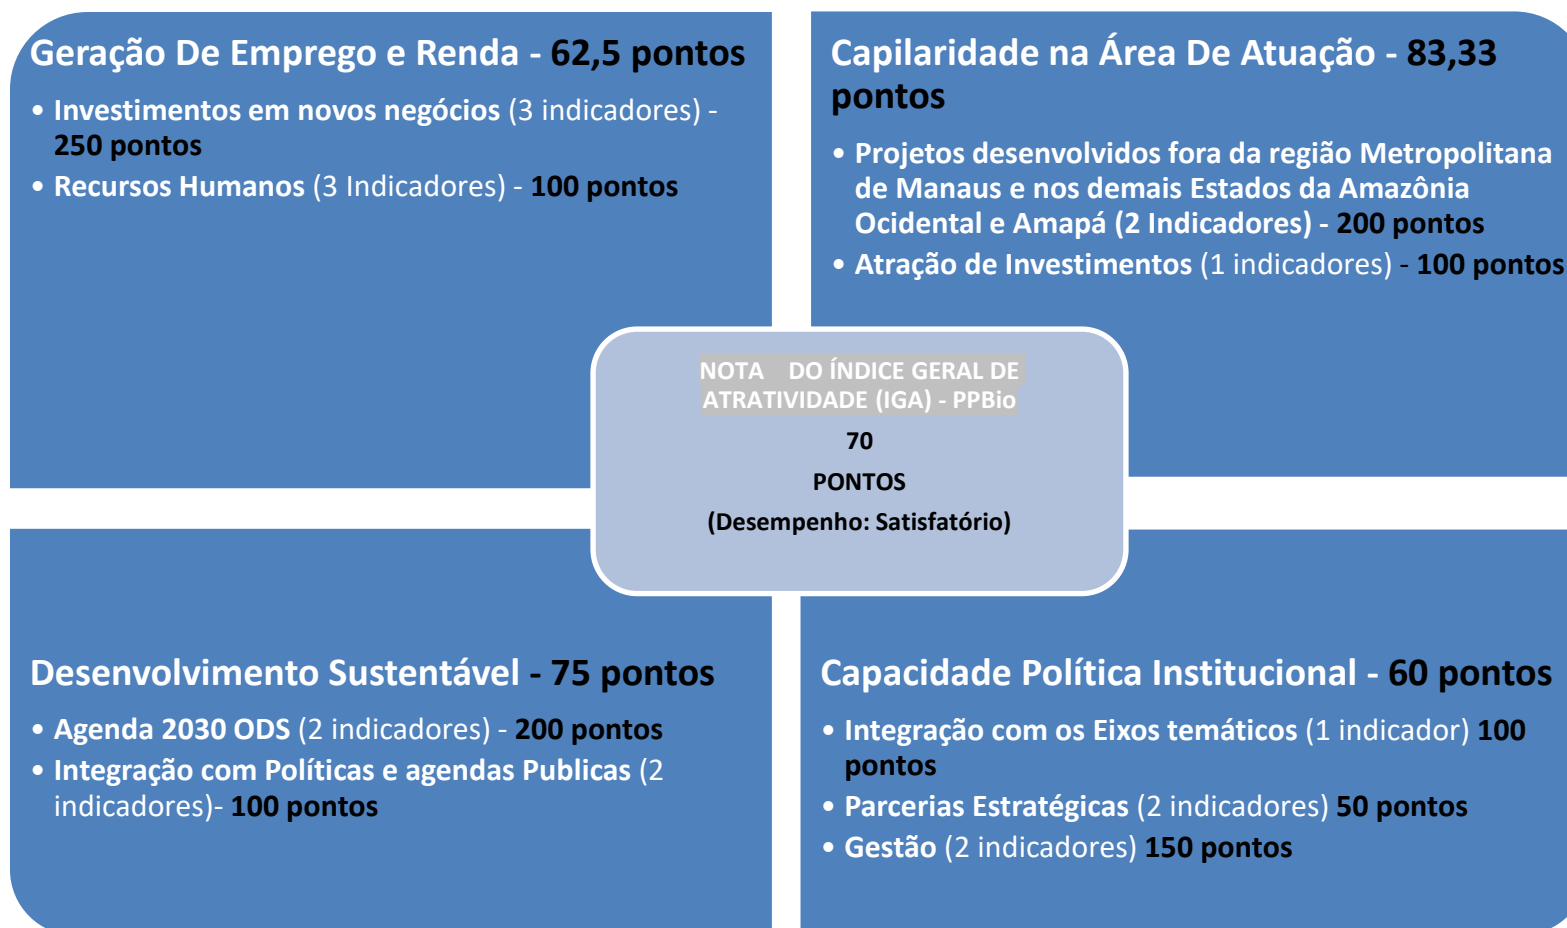 Geração De Emprego e Renda - 62,5 pontos
• Investimentos em novos negócios (3 indicadores) -
250 pontos
• Recursos Humanos (3 Indicadores) - 100 pontos
Capilaridade na Área De Atuação - 83,33
pontos
• Projetos desenvolvidos fora da região Metropolitana
de Manaus e nos demais Estados da Amazônia
Ocidental e Amapá (2 Indicadores) - 200 pontos
• Atração de Investimentos (1 indicadores) - 100 pontos
NOTA DO ÍNDICE GERAL DE
ATRATIVIDADE (IGA) - PPBio
70
PONTOS
(Desempenho: Satisfatório)
Desenvolvimento Sustentável - 75 pontos
• Agenda 2030 ODS (2 indicadores) - 200 pontos
• Integração com Políticas e agendas Publicas (2
indicadores)- 100 pontos
Capacidade Política Institucional - 60 pontos
• Integração com os Eixos temáticos (1 indicador) 100
pontos
• Parcerias Estratégicas (2 indicadores) 50 pontos
• Gestão (2 indicadores) 150 pontos